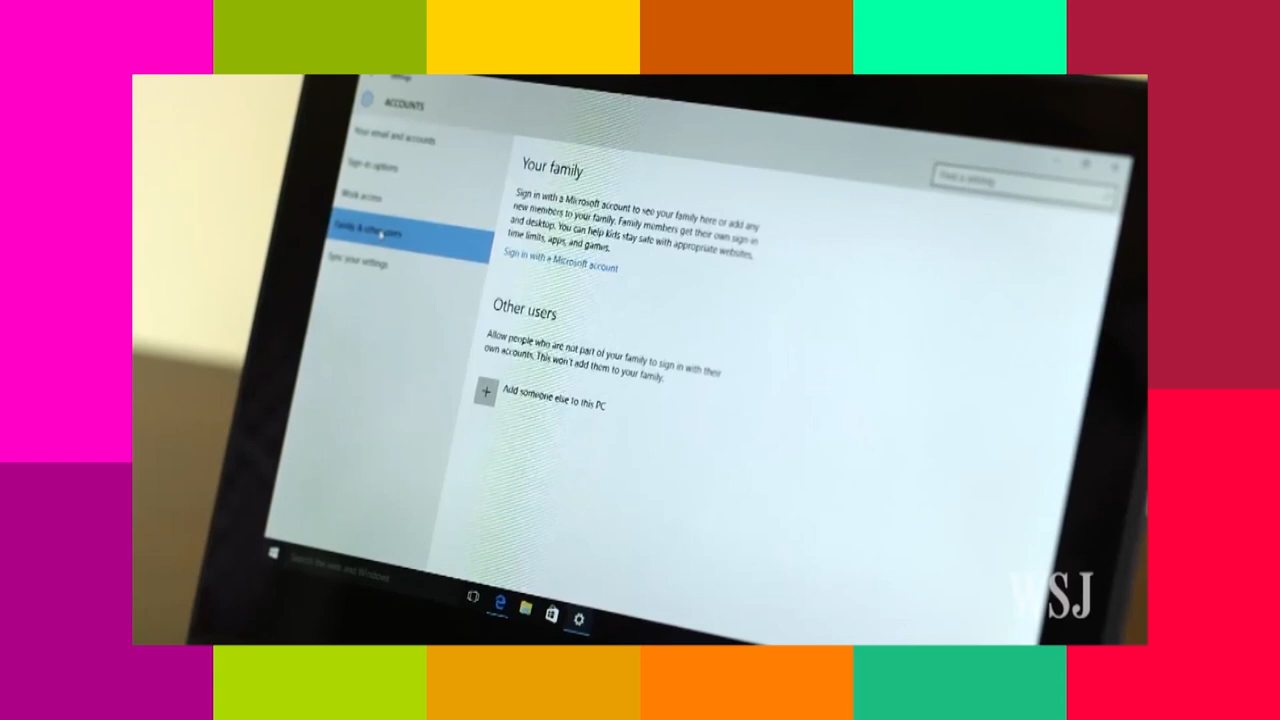 ACCOUNTS
Your email and accounts
Sign-in options
Work access
Family & other users
Sync your settings
Your family
Find a setting
Sign in with a Microsoft account to see your family here or add any
new members to your family. Family members get their own sign-in
and desktop. You can help kids stay safe with appropriate websites,
time limits, apps, and games.
Sign in with a Microsoft account
Other users
Allow people who are not part of your family to sign in with their
own accounts. This won't add them to your family.
Add someone else to this PC
Search the web and Windows
WSJ